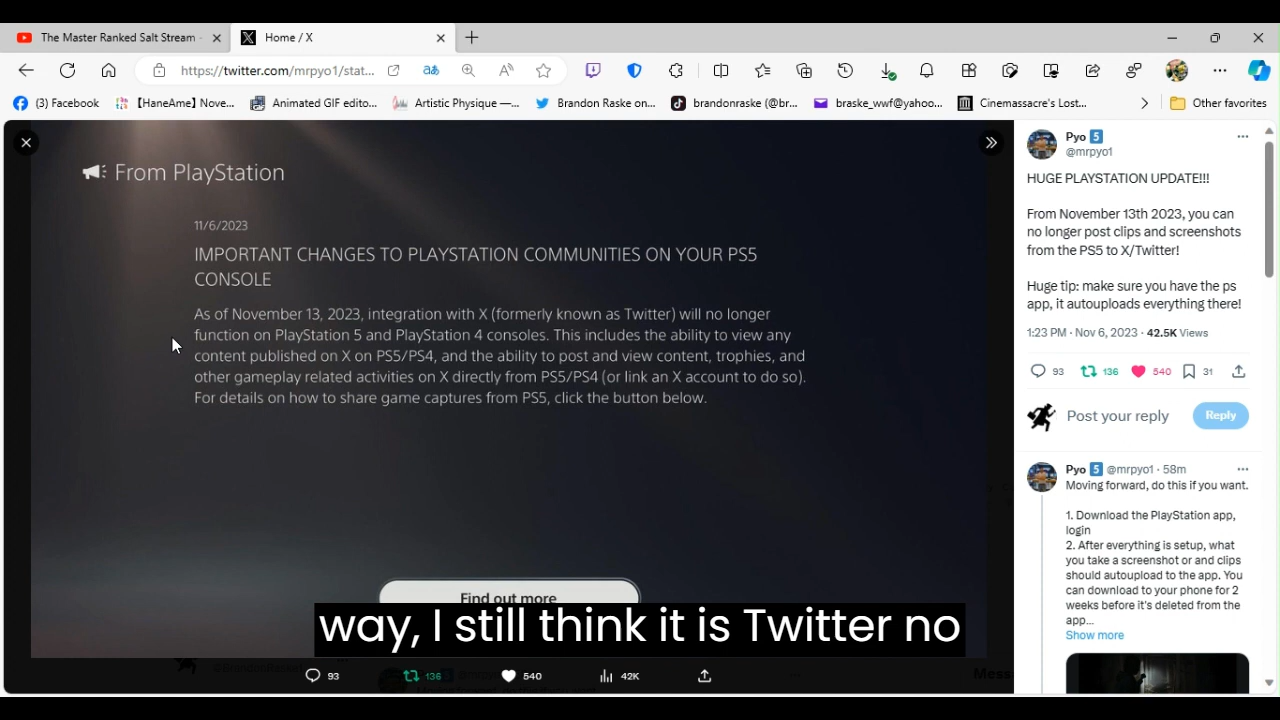 The Master Ranked Salt Stream -
Home / X
https://twitter.com/mrpyo1/stat...
(3) Facebook
[HaneAme] Nove...
Animated GIF edito...
Artistic Physique —...
Brandon Raske on...
brandonraske (@br...
braske_wwf@yahoo...
Cinemassacre's Lost...
Other favorites
From PlayStation
11/6/2023
IMPORTANT CHANGES TO PLAYSTATION COMMUNITIES ON YOUR PS5
CONSOLE
As of November 13, 2023, integration with X (formerly known as Twitter) will no longer
function on PlayStation 5 and PlayStation 4 consoles. This includes the ability to view any
content published on X on PS5/PS4, and the ability to post and view content, trophies, and
other gameplay related activities on X directly from PS5/PS4 (or link an X account to do so).
For details on how to share game captures from PS5, click the button below.
Find out more
way, I still think it is Twitter no
93
136
540
42K
Pyo 5
@mrpyo1
HUGE PLAYSTATION UPDATE!!!
From November 13th 2023, you can
no longer post clips and screenshots
from the PS5 to X/Twitter!
Huge tip: make sure you have the ps
app, it autouploads everything there!
1:23 PM · Nov 6, 2023 · 42.5K Views
93
136
540
31
Post your reply
Reply
Pyo 5 @mrpyo1 · 58m
Moving forward, do this if you want.
1. Download the PlayStation app,
login
2. After everything is setup, what
you take a screenshot or and clips
should autoupload to the app. You
can download to your phone for 2
weeks before it's deleted from the
app...
Show more